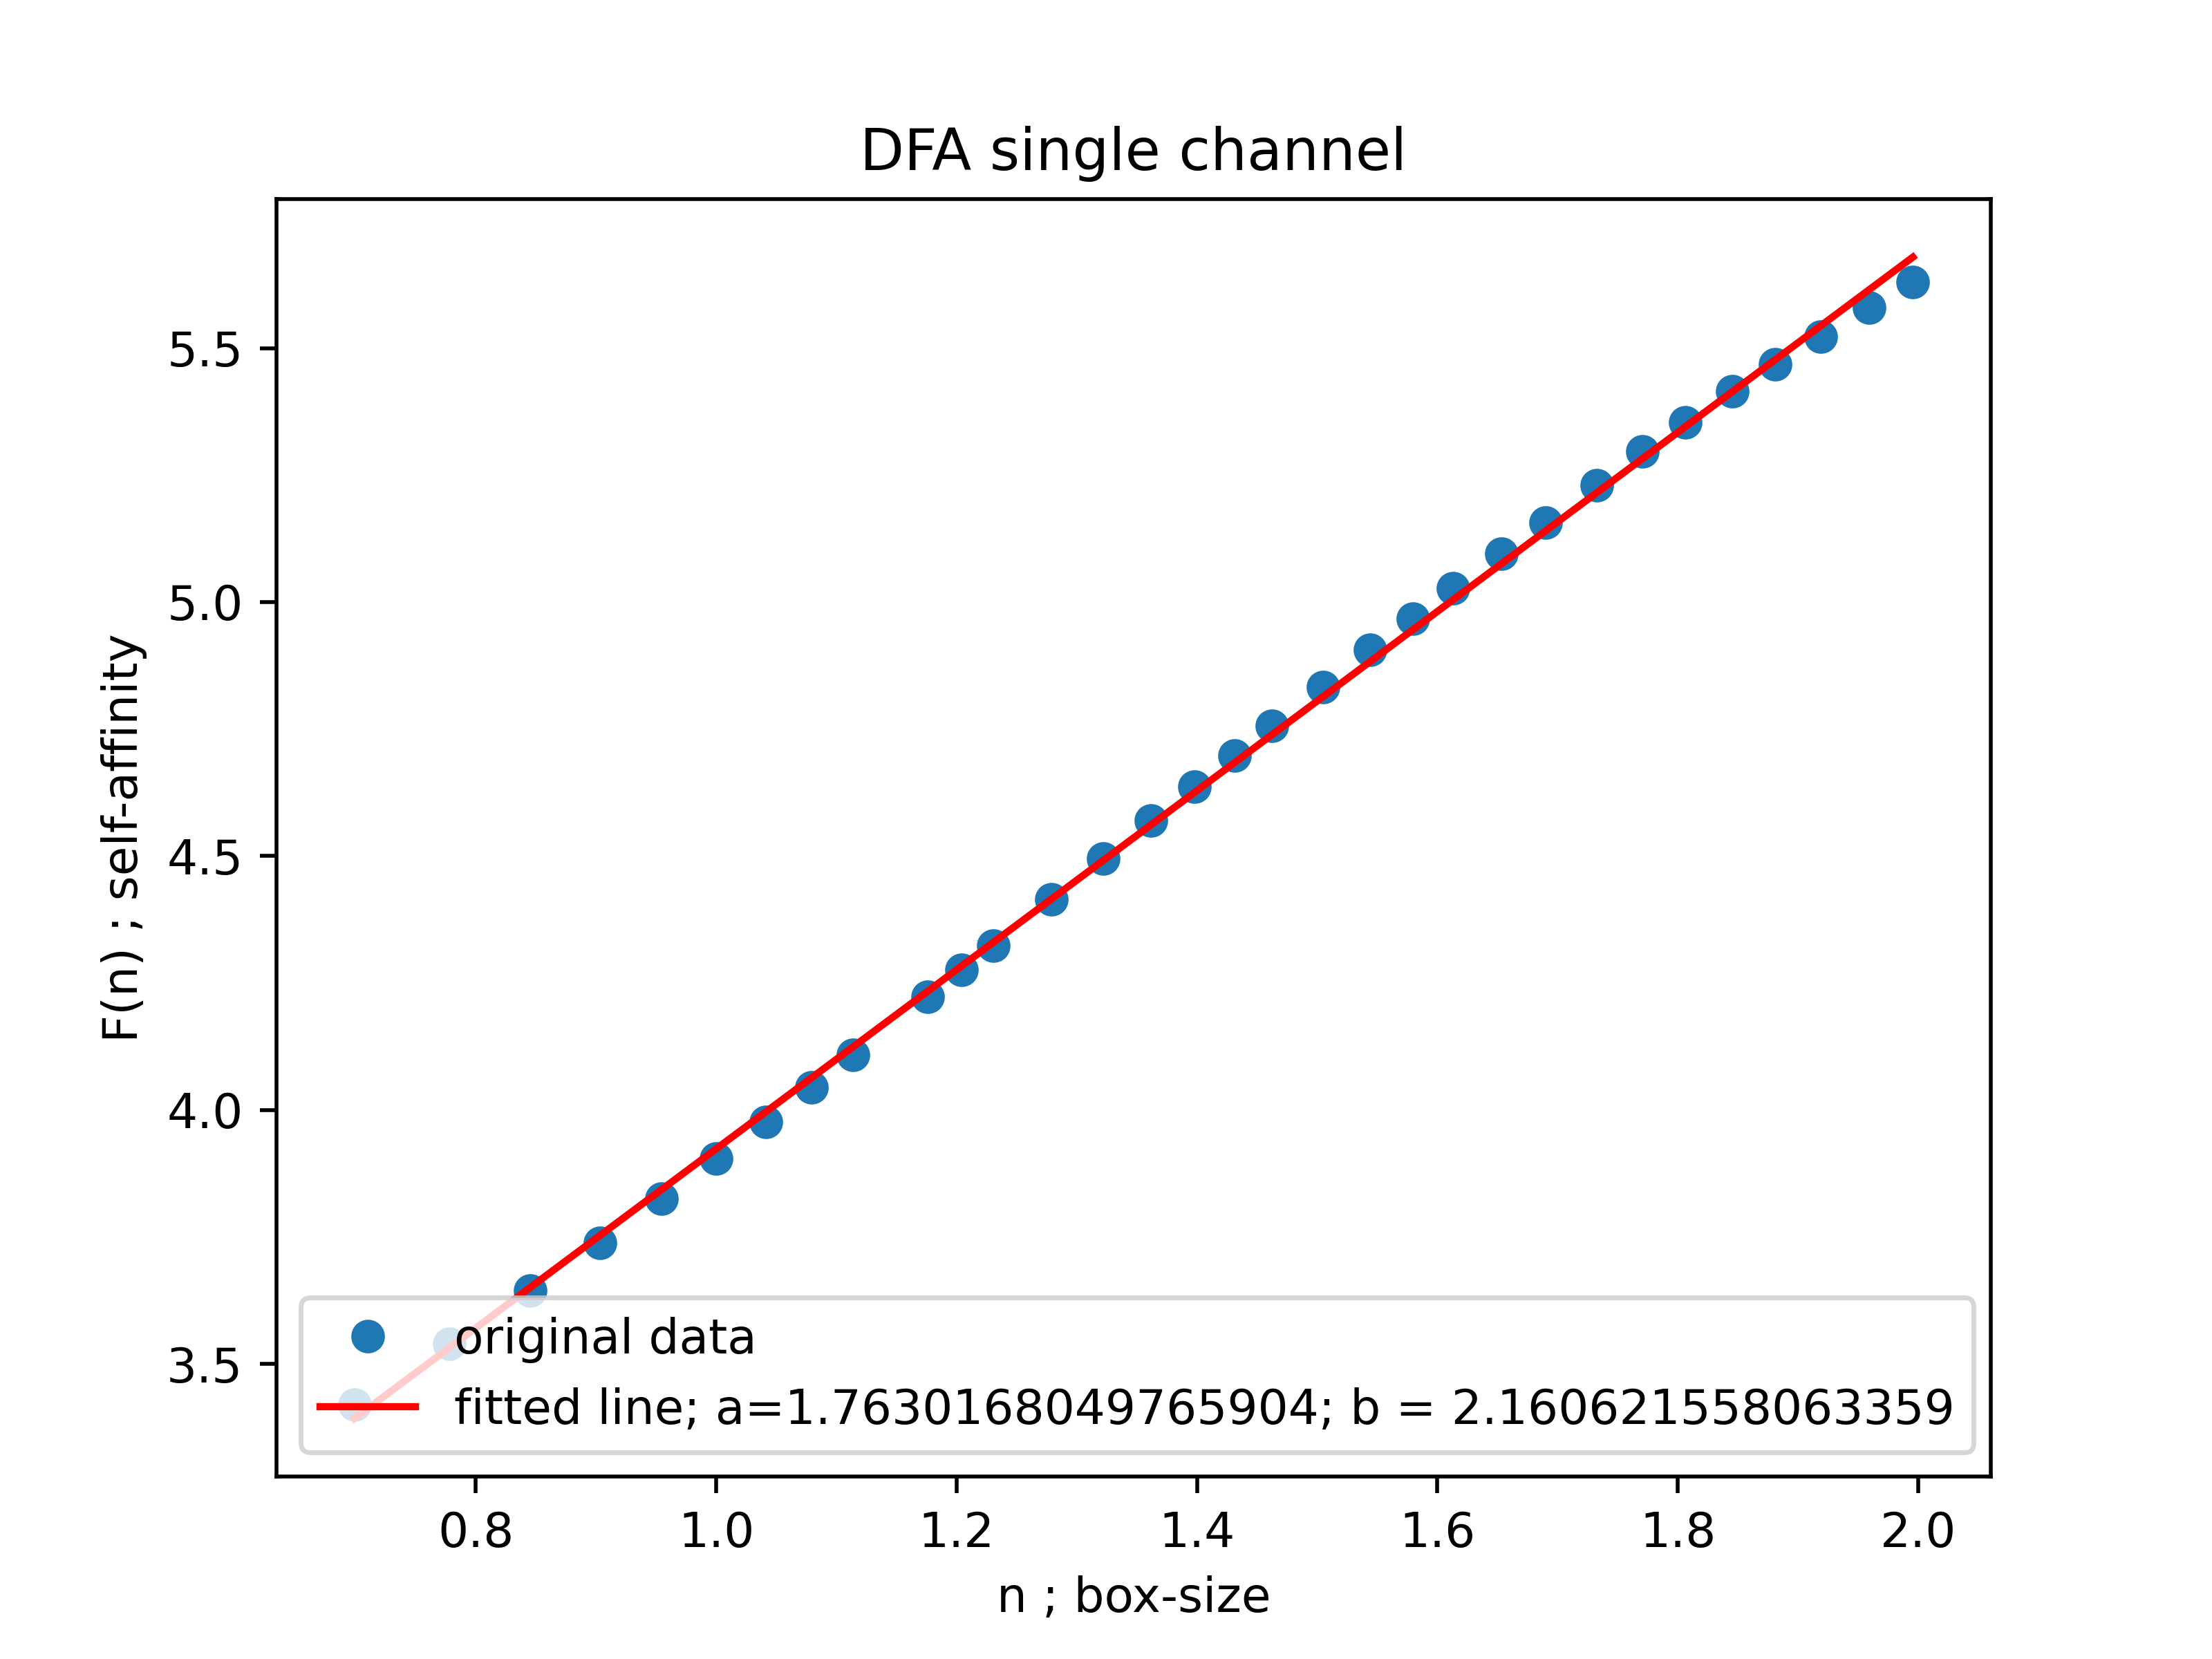 DFA single channel
F(n) ; self-affinity
5.5
5.0
4.5
4.0
3.5
original data
fitted line; a=1.7630168049765904; b = 2.160621558063359
0.8 1.0 1.2 1.4 1.6 1.8 2.0
n ; box-size